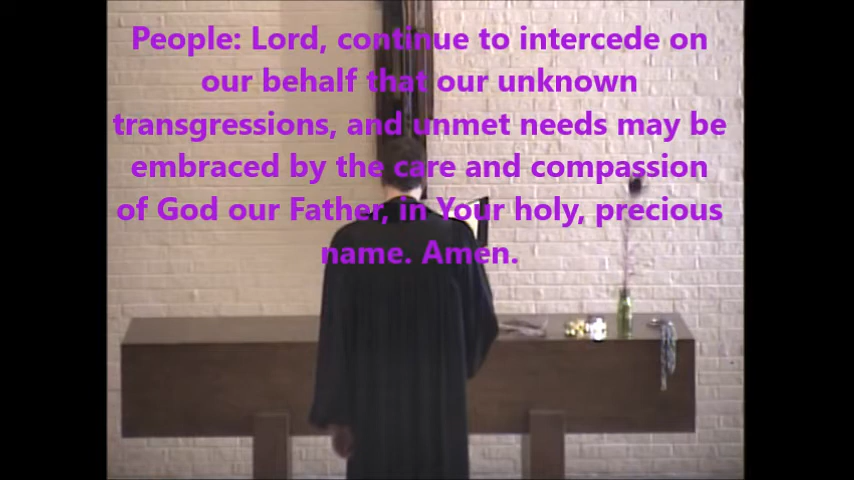 People: Lord, continue to intercede on
our behalf that our unknown
transgressions, and unmet needs may be
embraced by the care and compassion
of God our Father, in Your holy, precious
name. Amen.